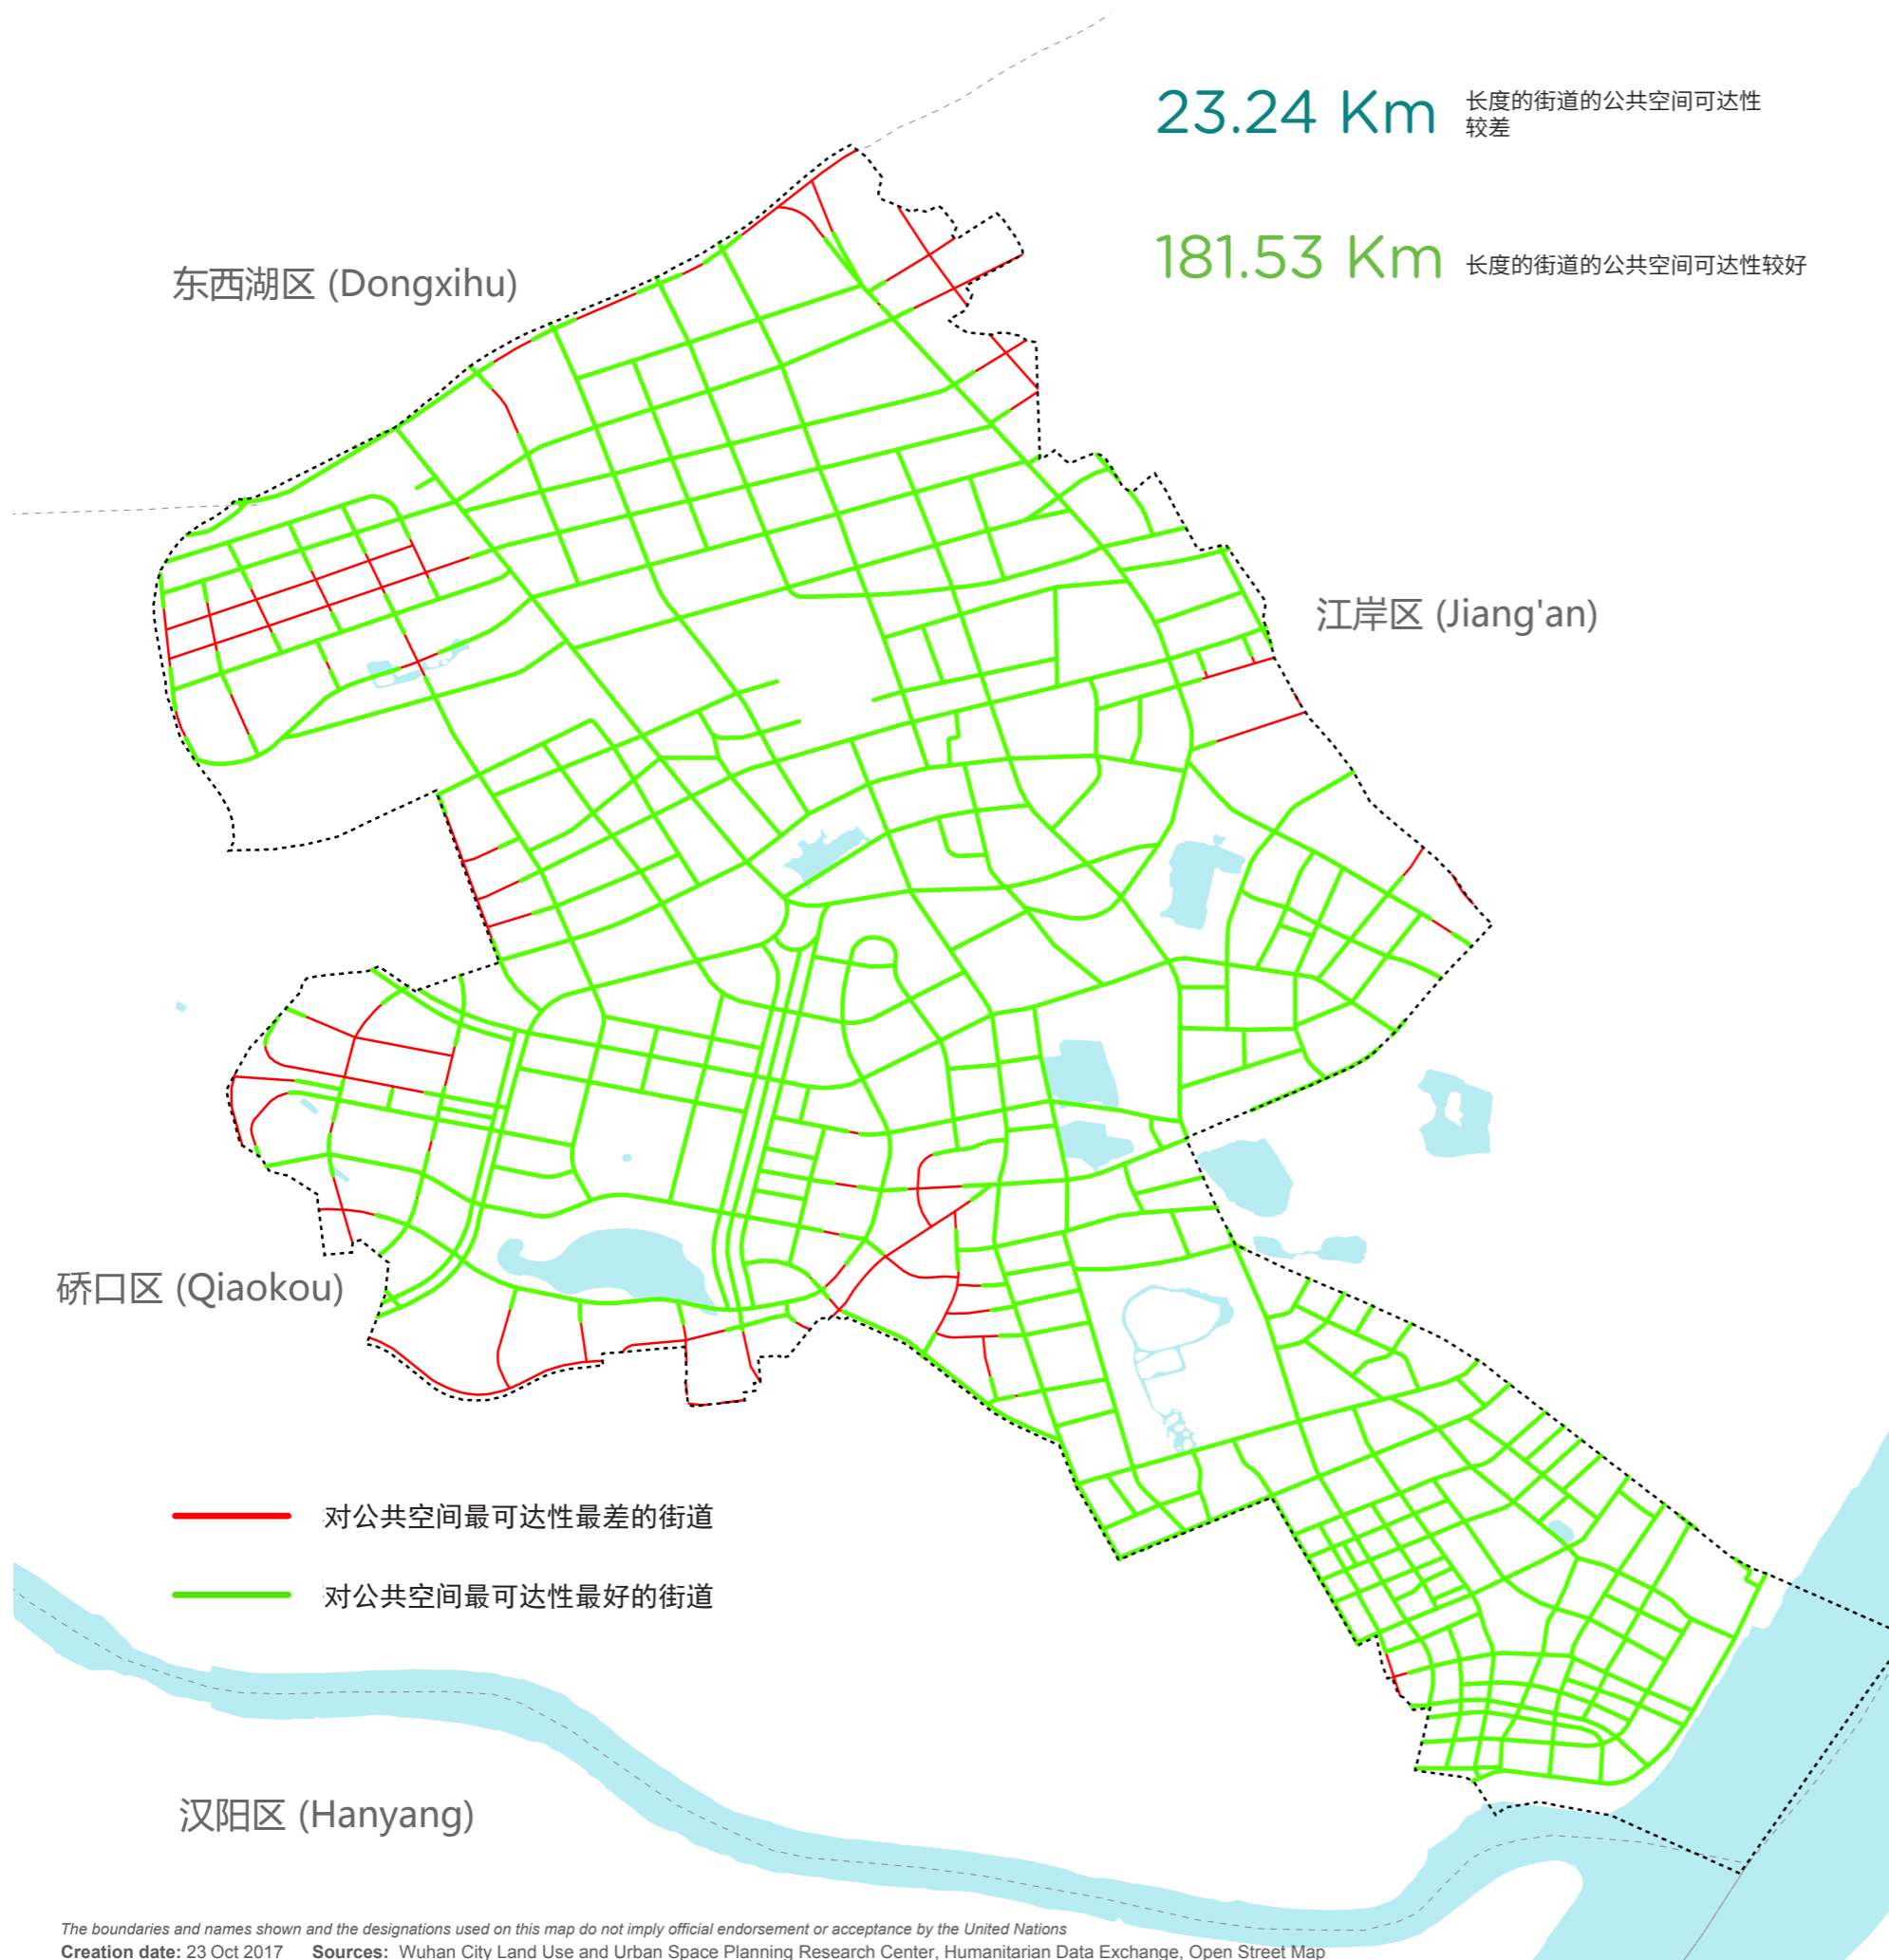 23.24 Km
长度的街道的公共空间可达性
较差
181.53 Km
长度的街道的公共空间可达性较好
东西湖区 (Dongxihu)
江岸区 (Jiang'an)
硚口区 (Qiaokou)
对公共空间最可达性最差的街道
对公共空间最可达性最好的街道
汉阳区 (Hanyang)
The boundaries and names shown and the designations used on this map do not imply official endorsement or acceptance by the United Nations
Creation date: 23 Oct 2017 Sources: Wuhan City Land Use and Urban Space Planning Research Center, Humanitarian Data Exchange, Open Street Map